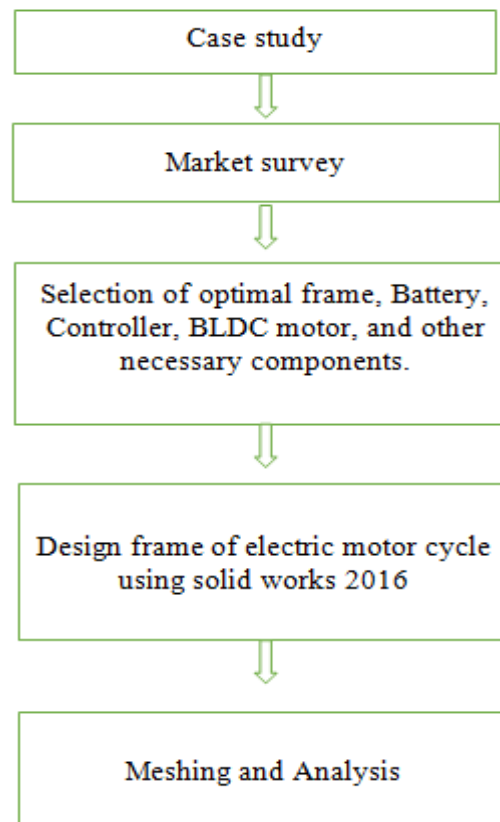 Case study
Market survey
Selection of optimal frame, Battery,
Controller, BLDC motor, and other
necessary components.
Design frame of electric motor cycle
using solid works 2016
Meshing and Analysis